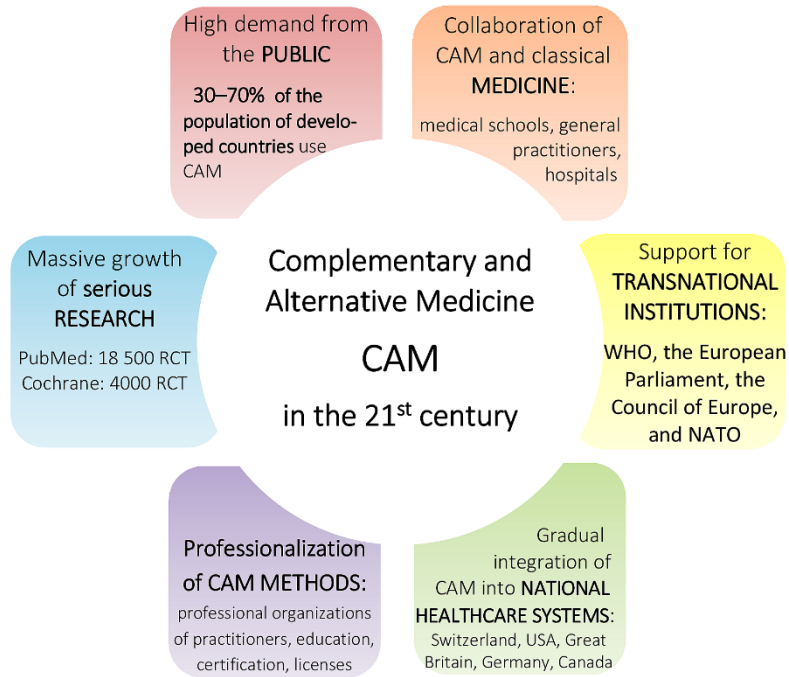 High demand from
the PUBLIC
30–70% of the
population of develo-
ped countries use
CAM
Collaboration of
CAM and classical
MEDICINE:
medical schools, general
practitioners,
hospitals
Massive growth
of serious
RESEARCH
PubMed: 18 500 RCT
Cochrane: 4000 RCT
Complementary and
Alternative Medicine
CAM
in the 21st century
Support for
TRANSNATIONAL
INSTITUTIONS:
WHO, the European
Parliament, the
Council of Europe,
and NATO
Professionalization
of CAM METHODS:
professional organizations
of practitioners, education,
certification, licenses
Gradual
integration of
CAM into NATIONAL
HEALTHCARE SYSTEMS:
Switzerland, USA, Great
Britain, Germany, Canada